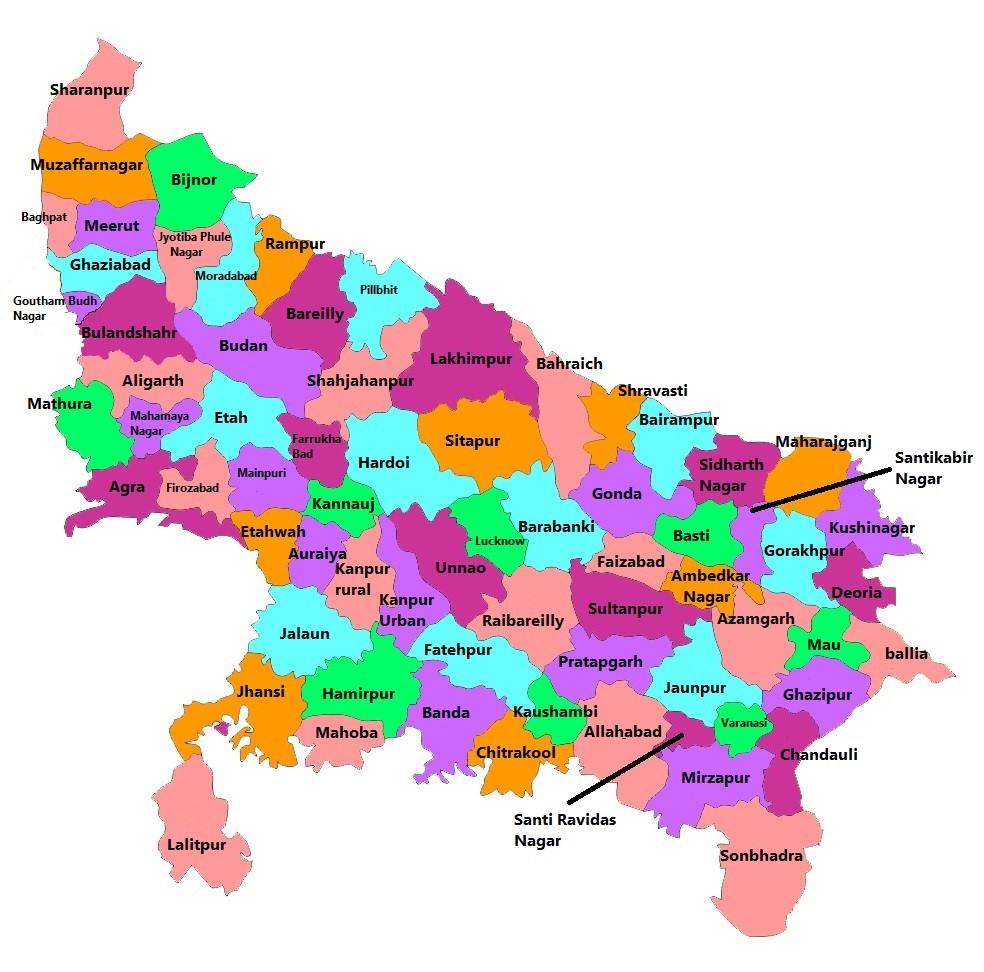 Sharanpur
Muzaffarnagar
Bijnor
Baghpat
Meerut
Jyotiba Phule
Nagar
Rampur
Ghaziabad
Moradabad
Pillbhit
Goutham Budh
Nagar
Bareilly
Bulandshahr
Budan
Lakhimpur
Bahraich
Aligarth
Shahjahanpur
Shravasti
Mathura
Mahamaya
Nagar
Etah
Bairampur
Farrukha
Bad
Sitapur
Maharajganj
Hardoi
Sidharth
Nagar
Santikabir
Nagar
Agra
Firozabad
Mainpuri
Gonda
Kannauj
Etahwah
Barabanki
Kushinagar
Lucknow
Basti
Gorakhpur
Auraiya
Kanpur
rural
Unnao
Faizabad
Ambedkar
Nagar
Deoria
Kanpur
Urban
Raibareilly
Sultanpur
Azamgarh
Jalaun
Fatehpur
Pratapgarh
Mau
ballia
Jhansi
Hamirpur
Jaunpur
Ghazipur
Banda
Kaushambi
Mahoba
Allahabad
Varanasi
Chitrakool
Chandauli
Mirzapur
Santi Ravidas
Nagar
Lalitpur
Sonbhadra